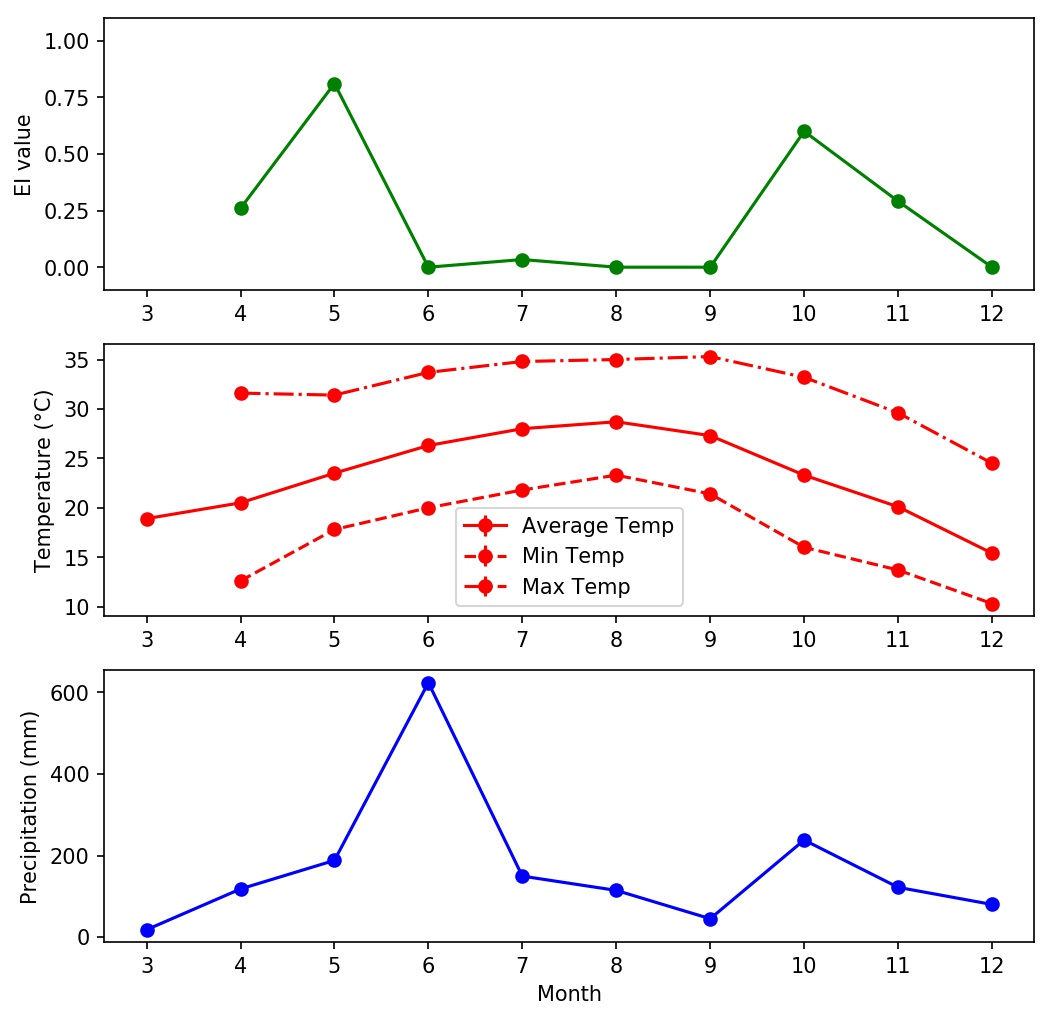 EI value
1.00
0.75
0.50
0.25
0.00
3 4 5 6 7 8 9 10 11 12
Temperature (°C)
35
30
25
20
15
10
Average Temp
Min Temp
Max Temp
3 4 5 6 7 8 9 10 11 12
Precipitation (mm)
600
400
200
0
3 4 5 6 7 8 9 10 11 12
Month